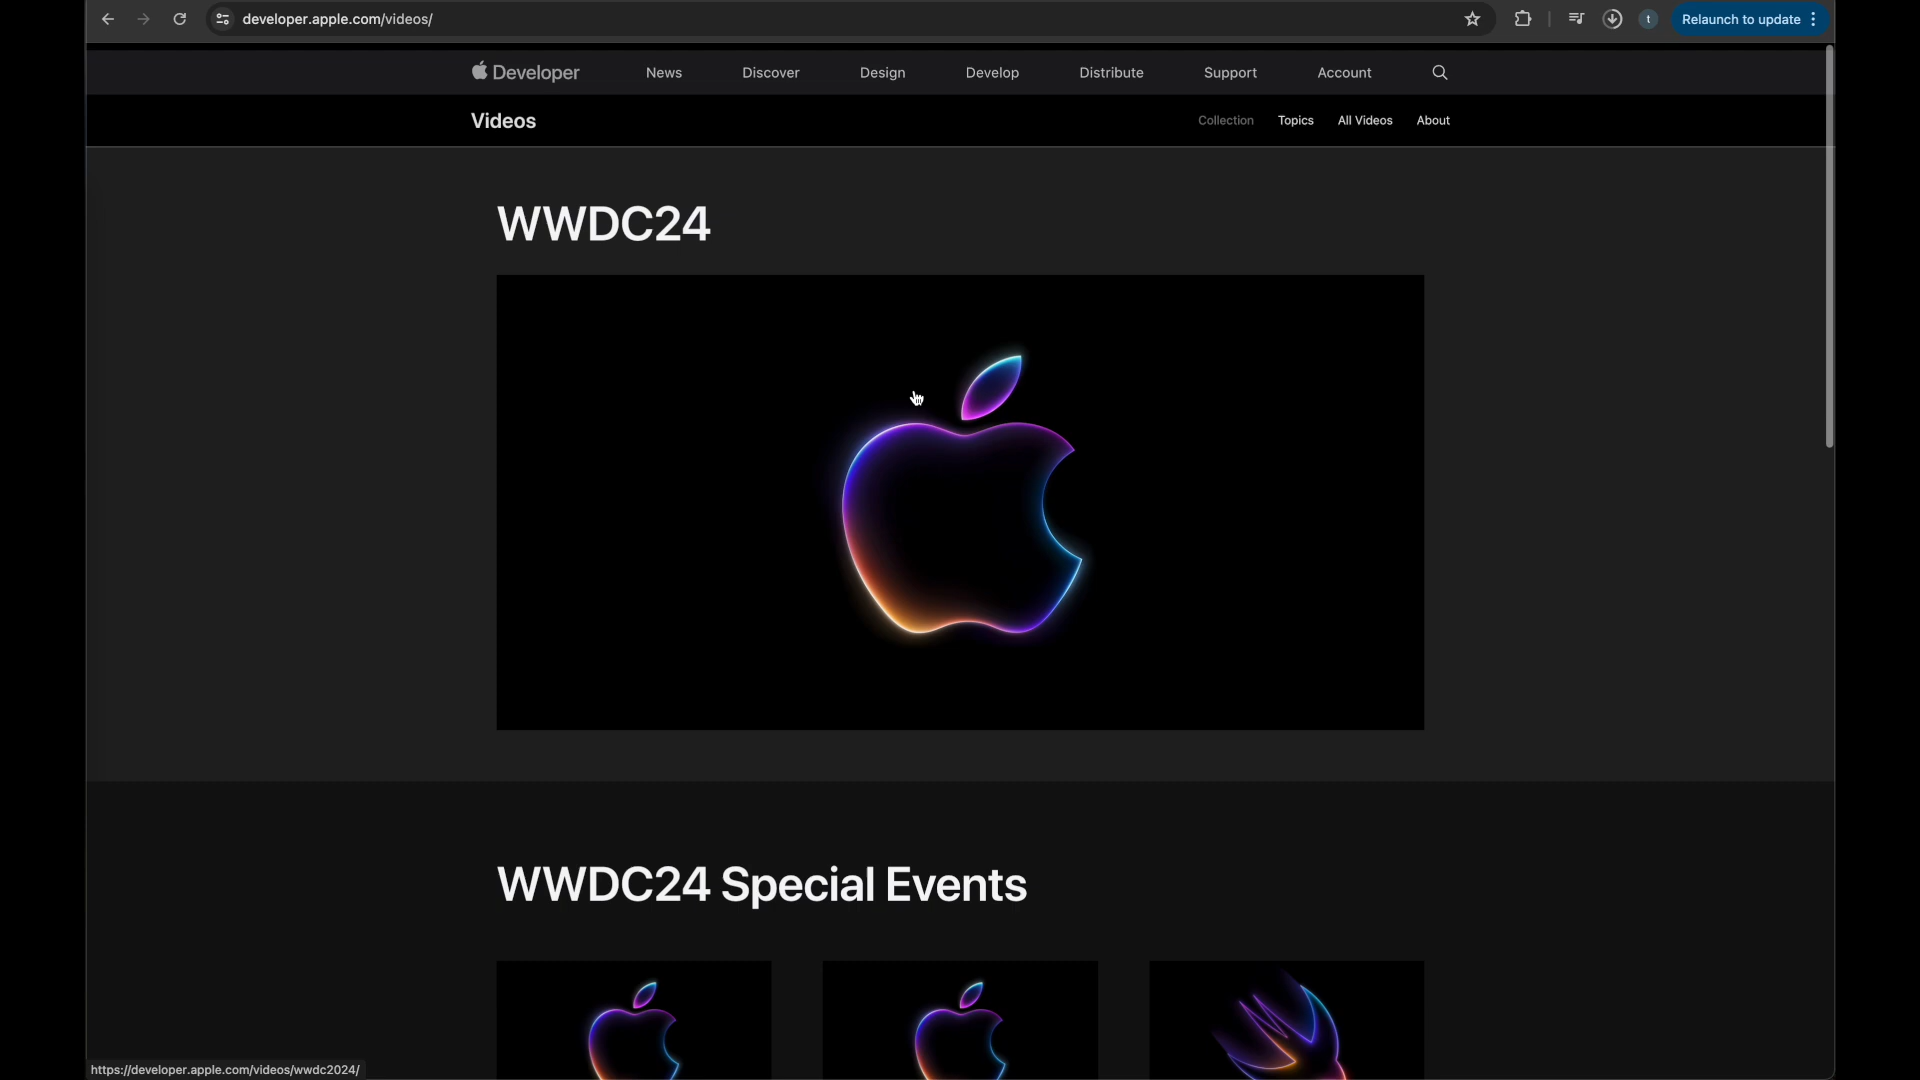 developer.apple.com/videos/
t
Relaunch to update
Developer
News
Discover
Design
Develop
Distribute
Support
Account
Videos
Collection
Topics
All Videos
About
WWDC24
WWDC24 Special Events
https://developer.apple.com/videos/wwdc2024/